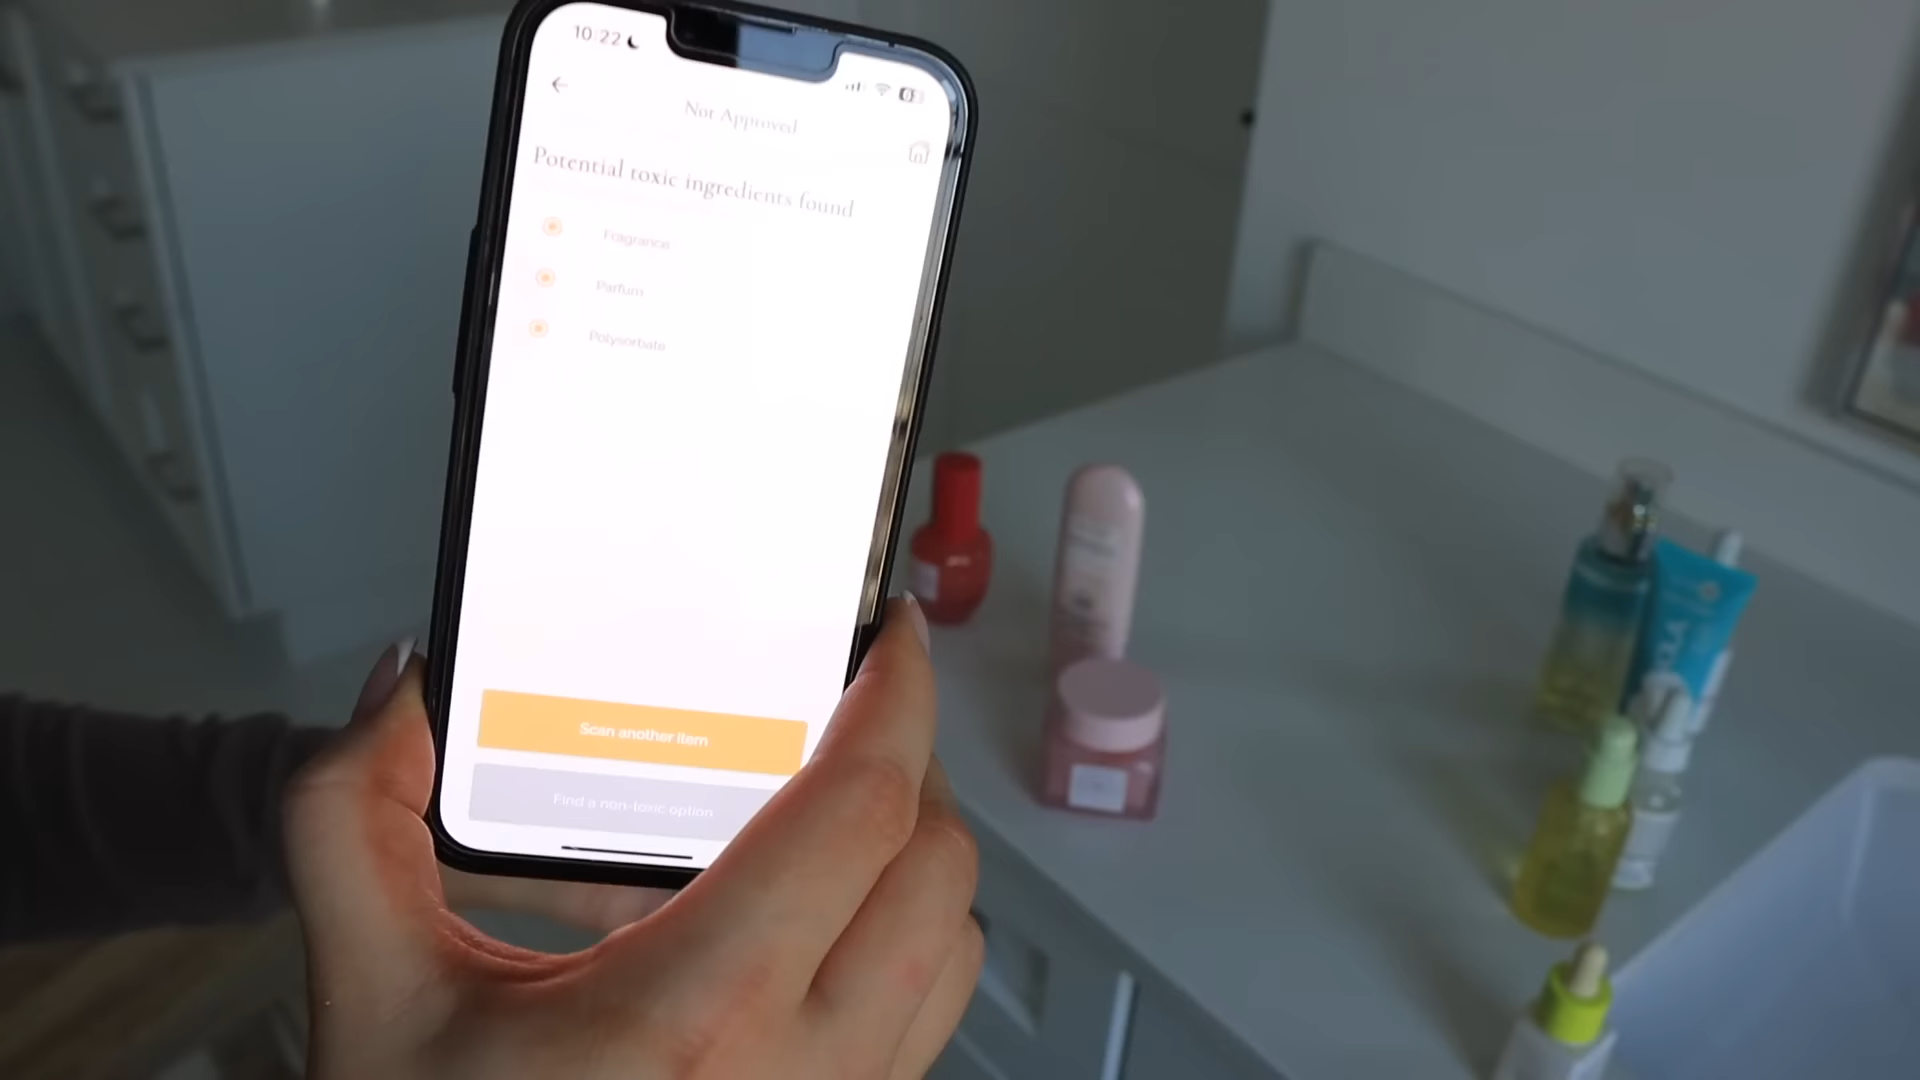 10:22
Not Approved
Potential toxic ingredients found
Fragrance
Parfum
Polysorbate
Scan another item
Find a non-toxic option